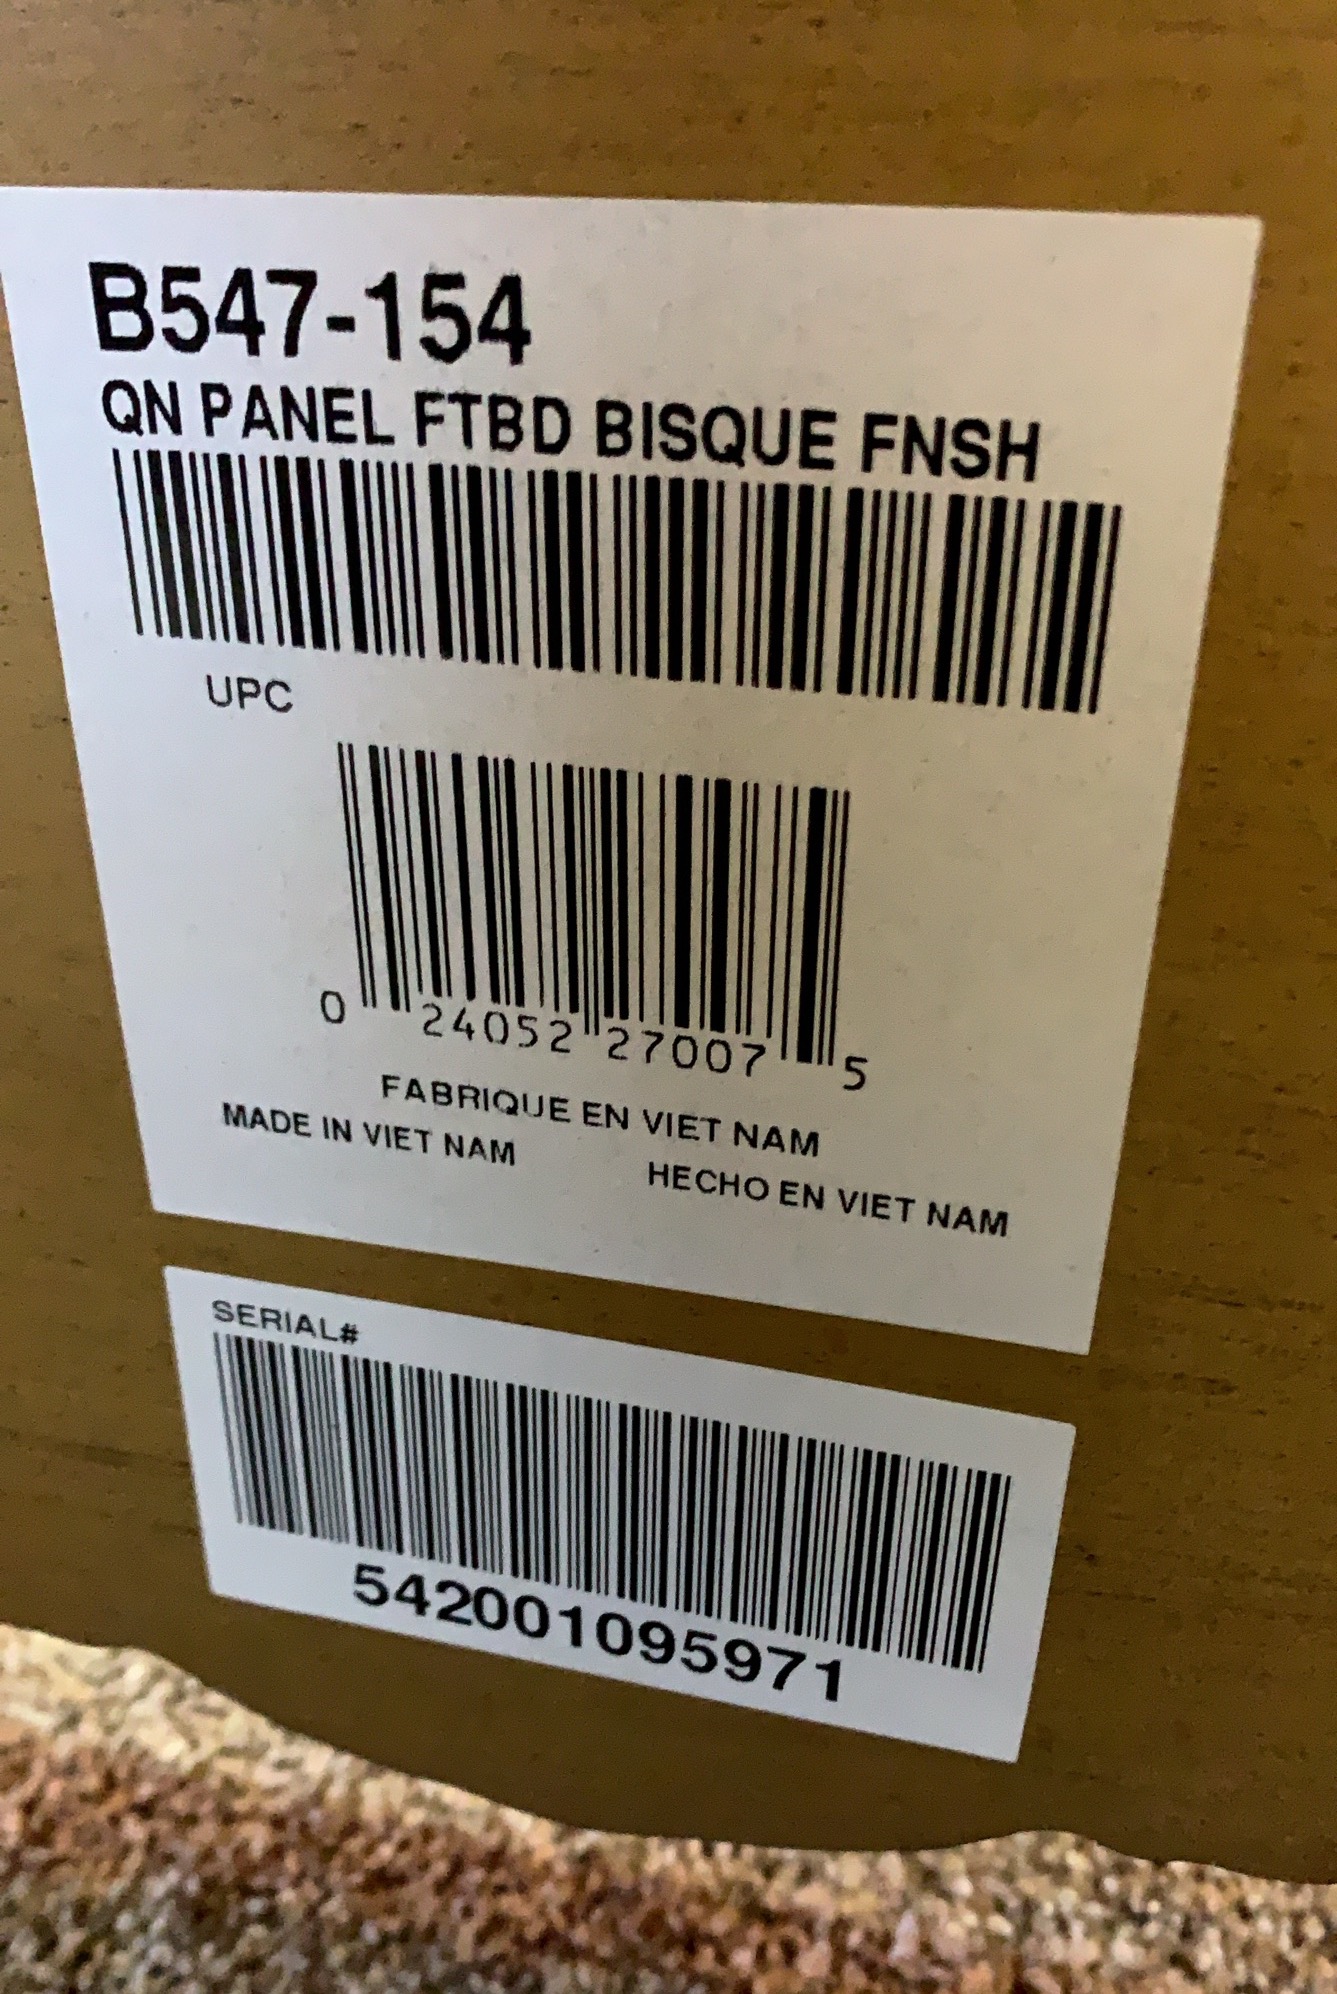 B547-154
QN PANEL FTBD BISQUE FNSH
UPC
0 24052 27007 5
FABRIQUE EN VIET NAM
MADE IN VIET NAM
HECHO EN VIET NAM
SERIAL#
542001095971